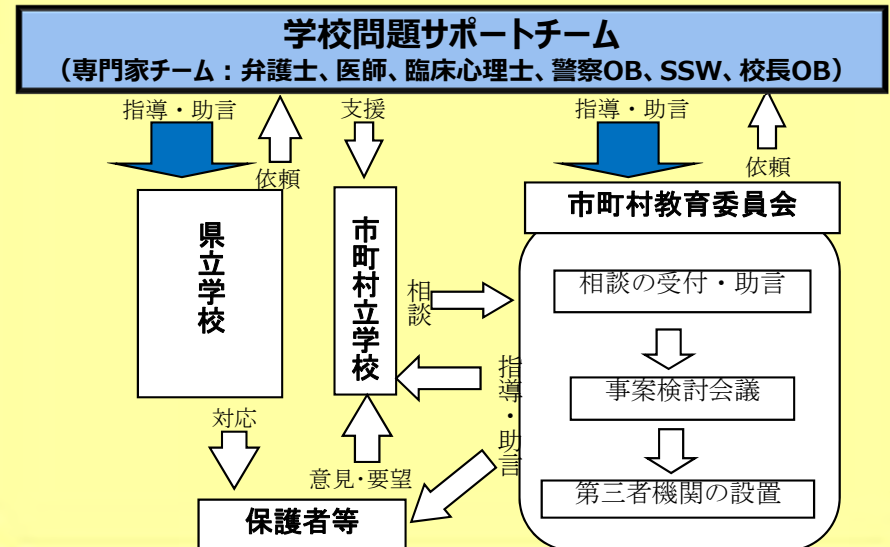 学校問題サポートチーム
（専門家チーム：弁護士、医師、臨床心理士、警察OB、SSW、校長OB）
指導・助言
依頼
支援
指導・助言
依頼
県立学校
市町村立学校
市町村教育委員会
相談
相談の受付・助言
指導・助言
事案検討会議
第三者機関の設置
対応
意見・要望
保護者等